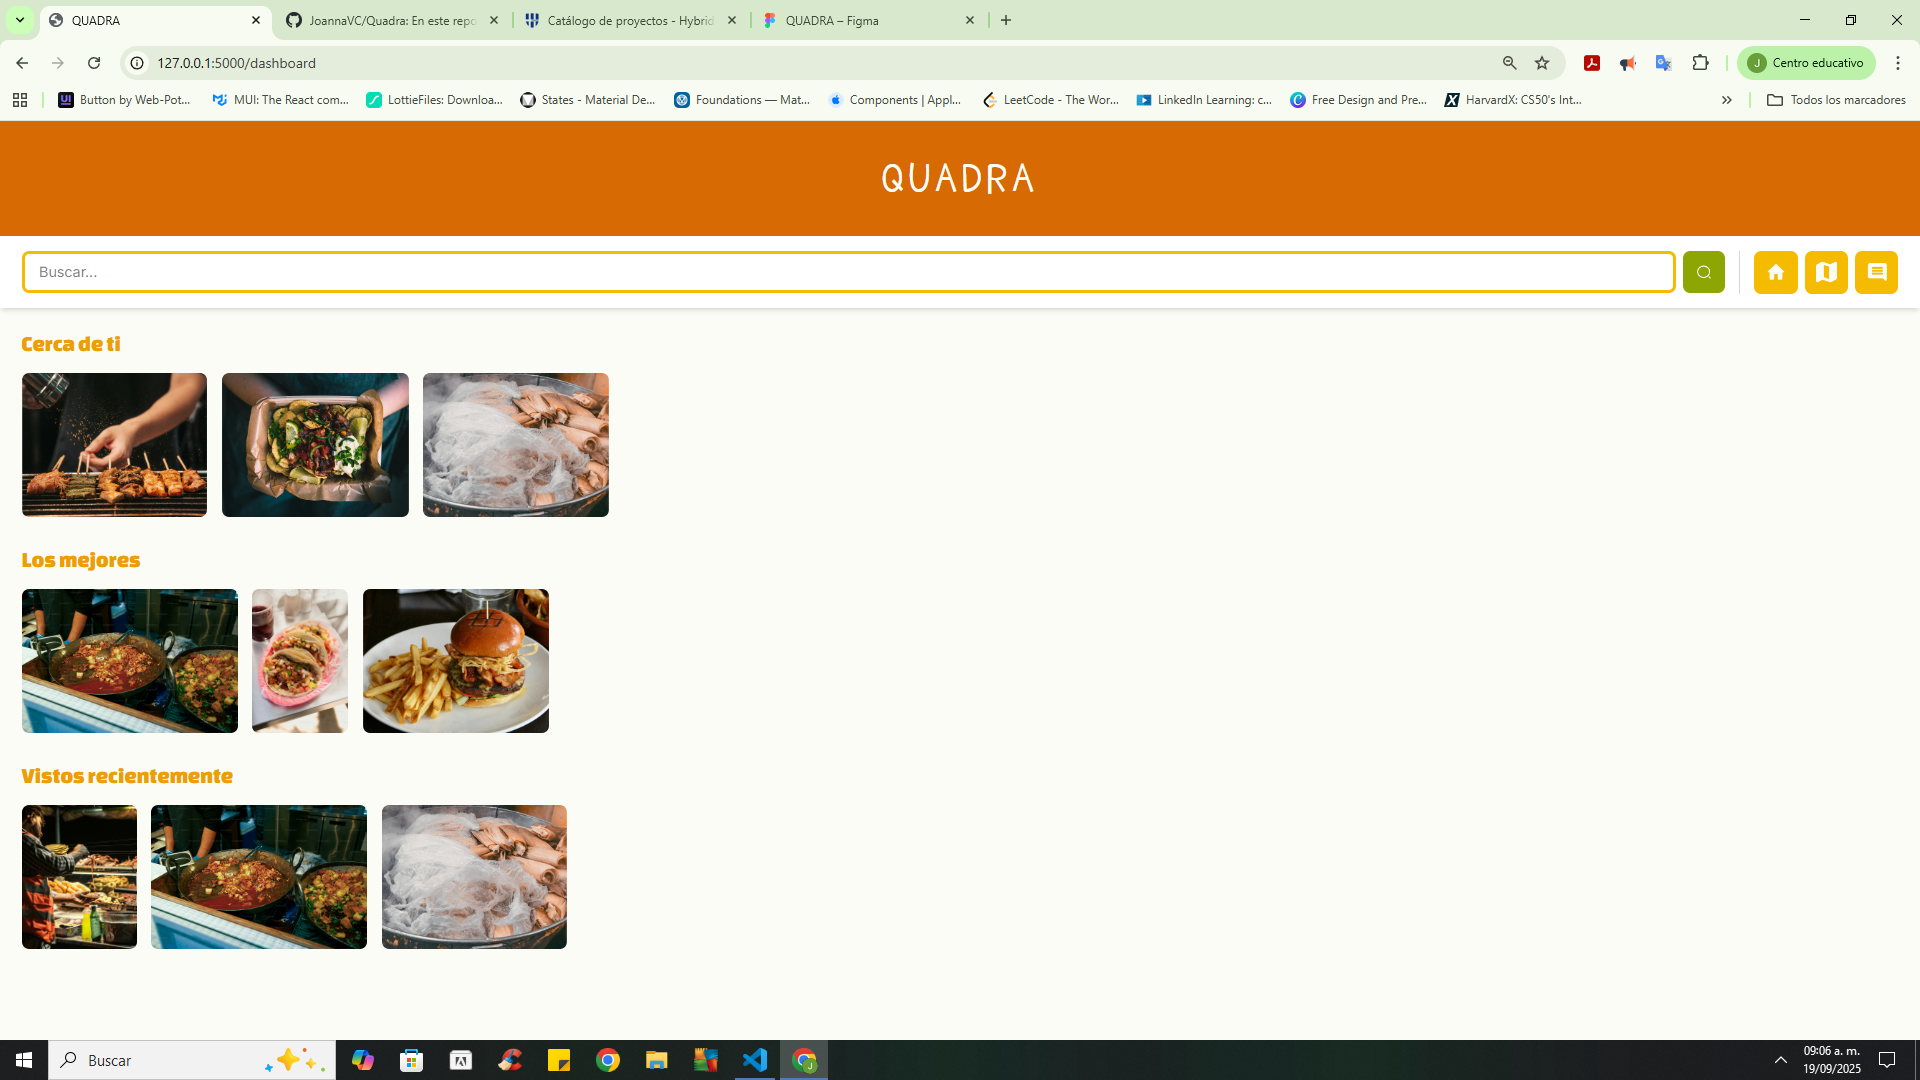 QUADRA
JoannaVC/Quadra: En este repo
Catálogo de proyectos - Hybrid
QUADRA – Figma
127.0.0.1:5000/dashboard
Centro educativo
Button by Web-Pot...
MUI: The React com...
LottieFiles: Downloa...
States - Material De...
Foundations — Mat...
Components | Appl...
LeetCode - The Wor...
LinkedIn Learning: c...
Free Design and Pre...
HarvardX: CS50's Int...
Todos los marcadores
QUADRA
Buscar...
Cerca de ti
Los mejores
Vistos recientemente
Buscar
09:06 a. m.
19/09/2025